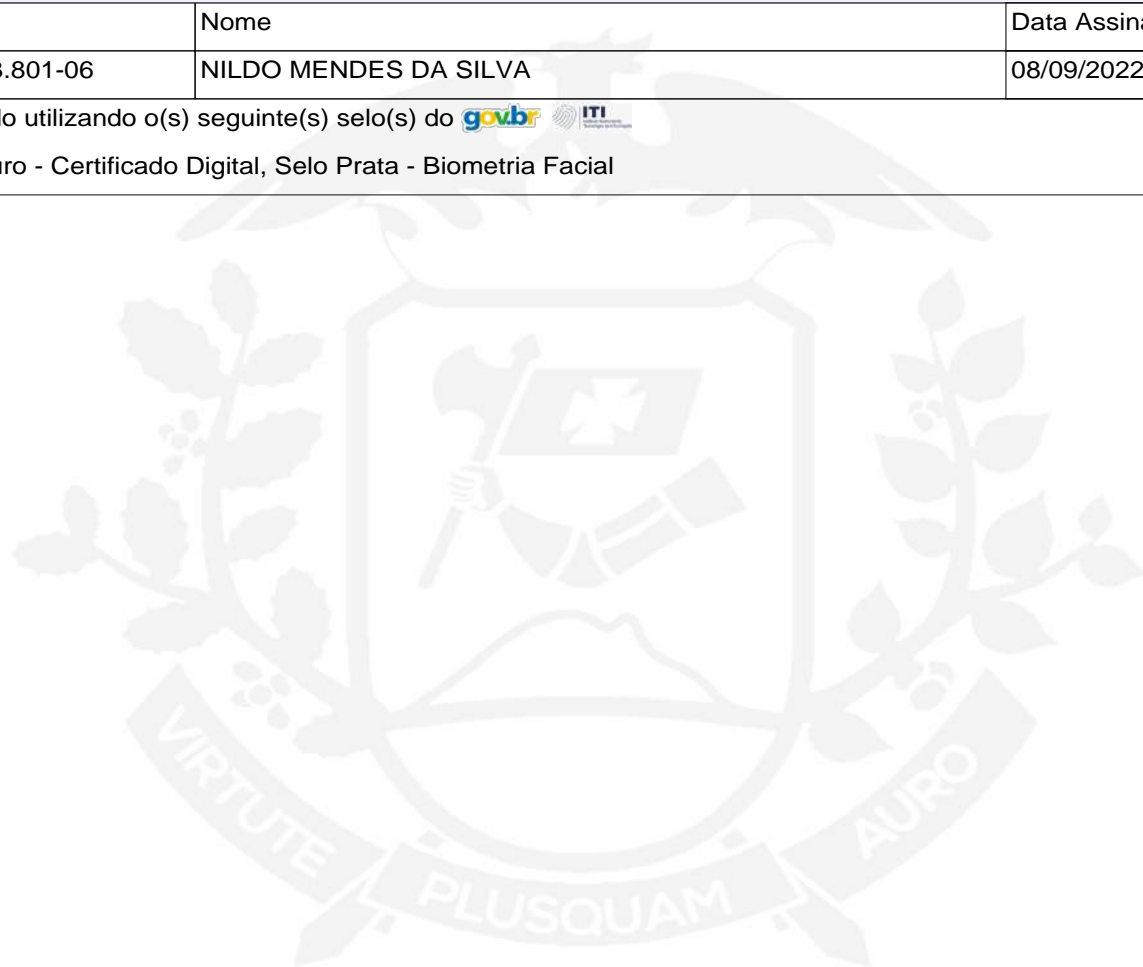 Nome Data Assina
.801-06 NILDO MENDES DA SILVA 08/09/2022
lo utilizando o(s) seguinte(s) selo(s) do gov.br ITI
uro - Certificado Digital, Selo Prata - Biometria Facial
VIRTUTE PLUSQUAM AURO